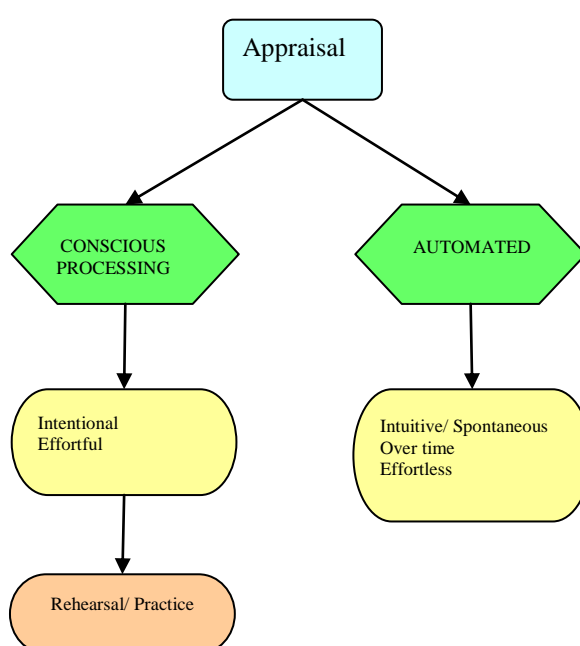 Appraisal
CONSCIOUS
PROCESSING
AUTOMATED
Intentional
Effortful
Intuitive/ Spontaneous
Over time
Effortless
Rehearsal/ Practice